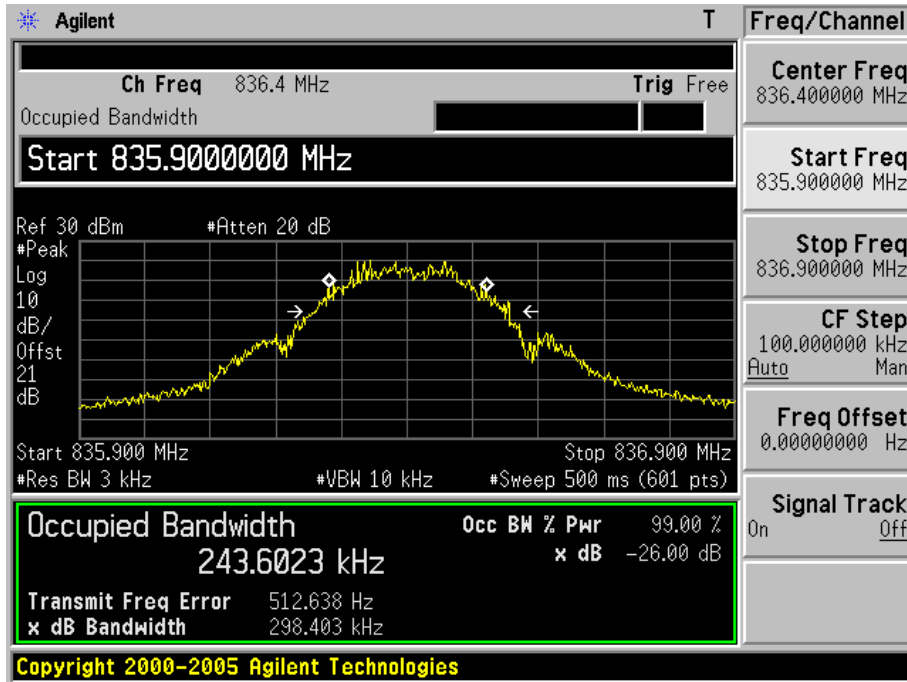 Agilent T
Ch Freq 836.4 MHz Trig Free
Occupied Bandwidth
Start 835.9000000 MHz
Ref 30 dBm #Atten 20 dB
#Peak
Log
10
dB/
Offst
21
dB
Start 835.900 MHz Stop 836.900 MHz
#Res BW 3 kHz #VBW 10 kHz #Sweep 500 ms (601 pts)
Occupied Bandwidth
243.6023 kHz
Occ BW % Pwr 99.00 %
x dB -26.00 dB
Transmit Freq Error 512.638 Hz
x dB Bandwidth 298.403 kHz
Copyright 2000-2005 Agilent Technologies
Freq/Channel
Center Freq
836.400000 MHz
Start Freq
835.900000 MHz
Stop Freq
836.900000 MHz
CF Step
100.000000 kHz
Auto Man
Freq Offset
0.00000000 Hz
Signal Track
On Off